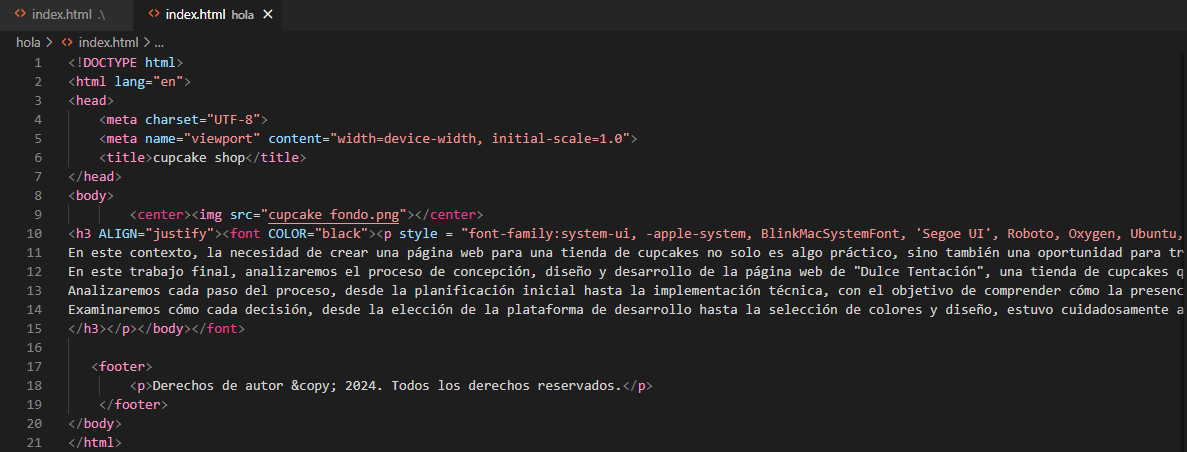 index.html .\ index.html hola
hola > index.html > ...
1 <!DOCTYPE html>
2 <html lang="en">
3 <head>
4 <meta charset="UTF-8">
5 <meta name="viewport" content="width=device-width, initial-scale=1.0">
6 <title>cupcake shop</title>
7 </head>
8 <body>
9 <center><img src="cupcake fondo.png"></center>
10 <h3 ALIGN="justify"><font COLOR="black"><p style = "font-family:system-ui, -apple-system, BlinkMacSystemFont, 'Segoe UI', Roboto, Oxygen, Ubuntu,
11 En este contexto, la necesidad de crear una página web para una tienda de cupcakes no solo es algo práctico, sino también una oportunidad para tr
12 En este trabajo final, analizaremos el proceso de concepción, diseño y desarrollo de la página web de "Dulce Tentación", una tienda de cupcakes q
13 Analizaremos cada paso del proceso, desde la planificación inicial hasta la implementación técnica, con el objetivo de comprender cómo la presenc
14 Examinaremos cómo cada decisión, desde la elección de la plataforma de desarrollo hasta la selección de colores y diseño, estuvo cuidadosamente a
15 </h3></p></body></font>
16
17 <footer>
18 <p>Derechos de autor &copy; 2024. Todos los derechos reservados.</p>
19 </footer>
20 </body>
21 </html>